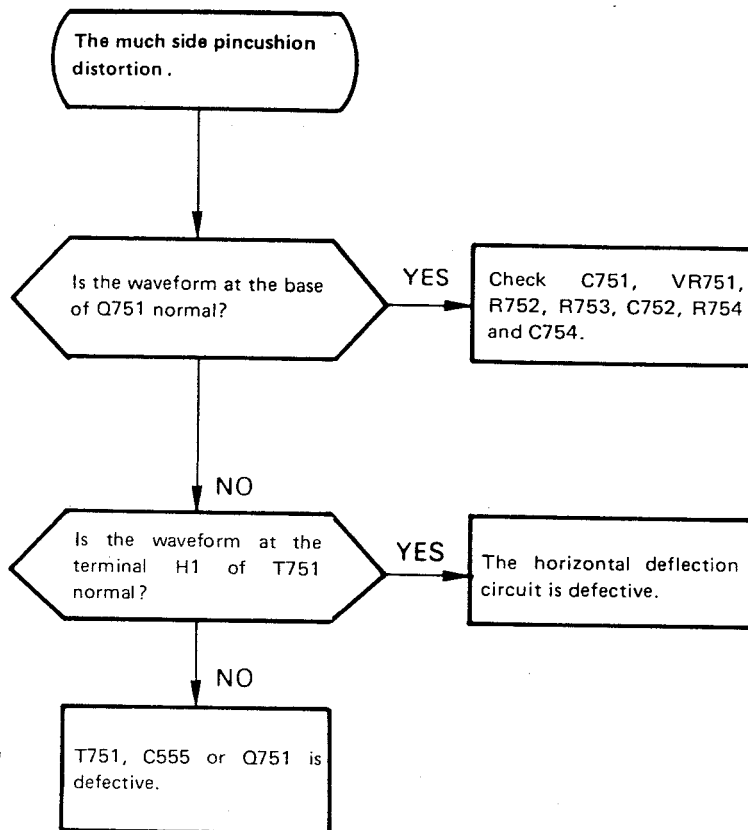 The much side pincushion
distortion.
Is the waveform at the base
of Q751 normal?
YES
Check C751, VR751,
R752, R753, C752, R754
and C754.
NO
Is the waveform at the
terminal H1 of T751
normal?
YES
The horizontal deflection
circuit is defective.
NO
T751, C555 or Q751 is
defective.